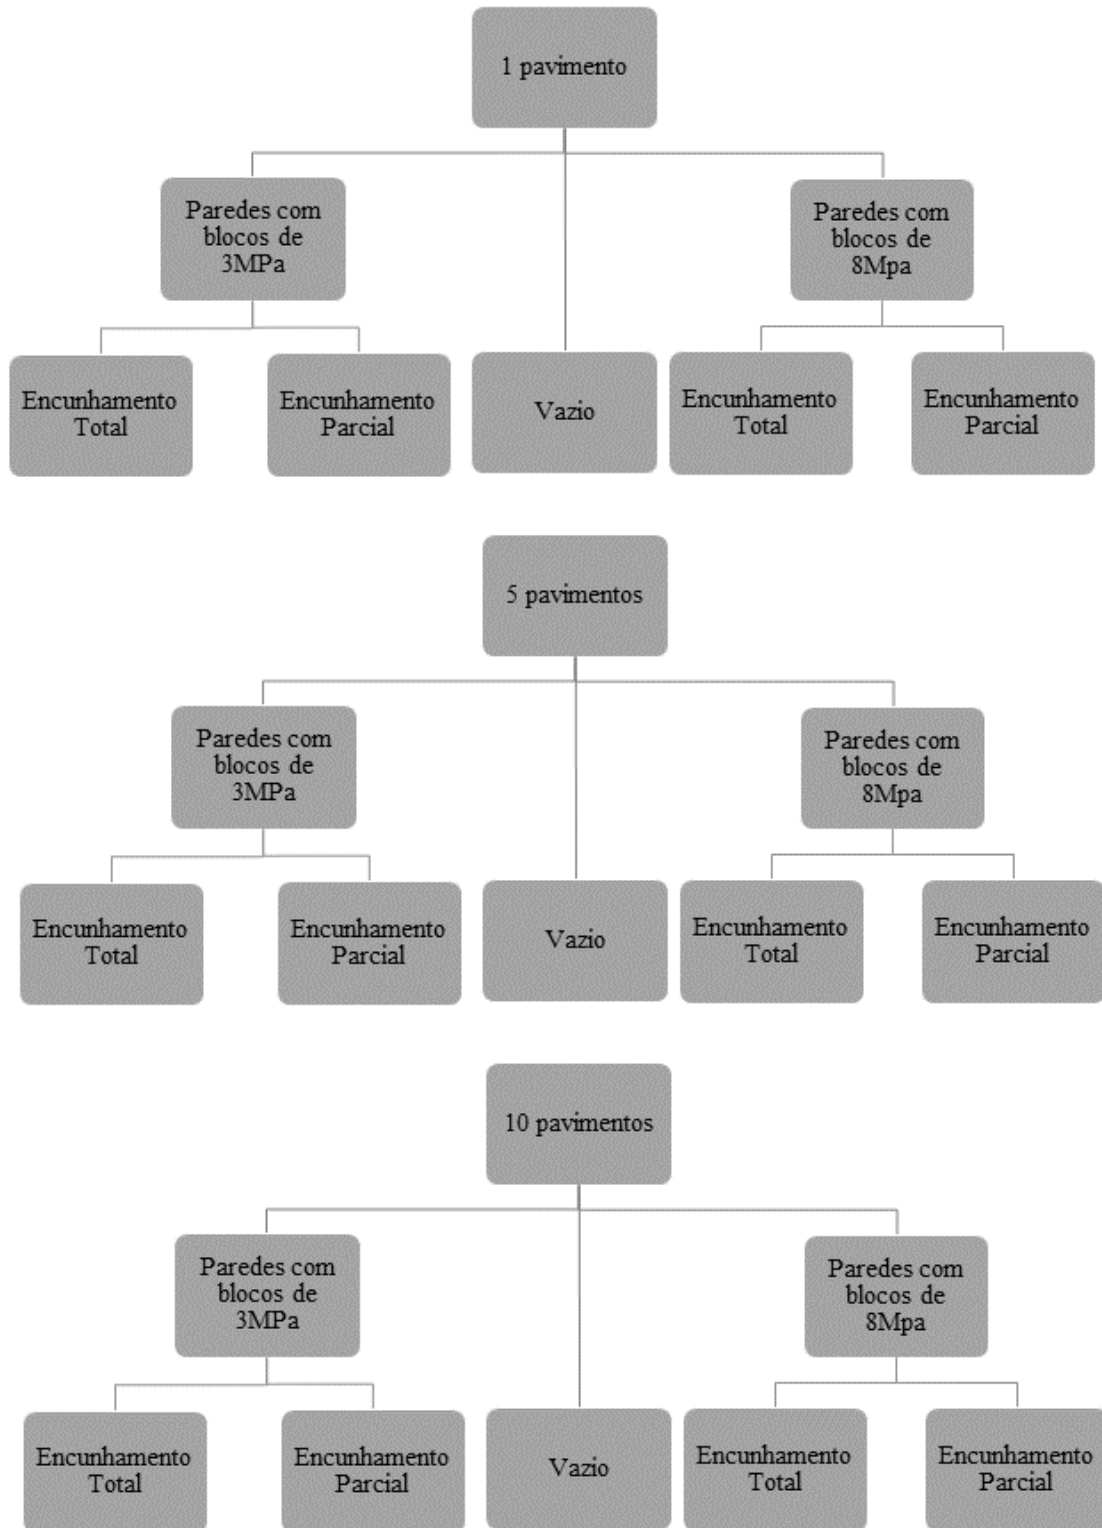 1 pavimento
Paredes com
blocos de
3MPa
Paredes com
blocos de
8Mpa
Encunhamento
Total
Encunhamento
Parcial
Vazio
Encunhamento
Total
Encunhamento
Parcial
5 pavimentos
Paredes com
blocos de
3MPa
Paredes com
blocos de
8Mpa
Encunhamento
Total
Encunhamento
Parcial
Vazio
Encunhamento
Total
Encunhamento
Parcial
10 pavimentos
Paredes com
blocos de
3MPa
Paredes com
blocos de
8Mpa
Encunhamento
Total
Encunhamento
Parcial
Vazio
Encunhamento
Total
Encunhamento
Parcial